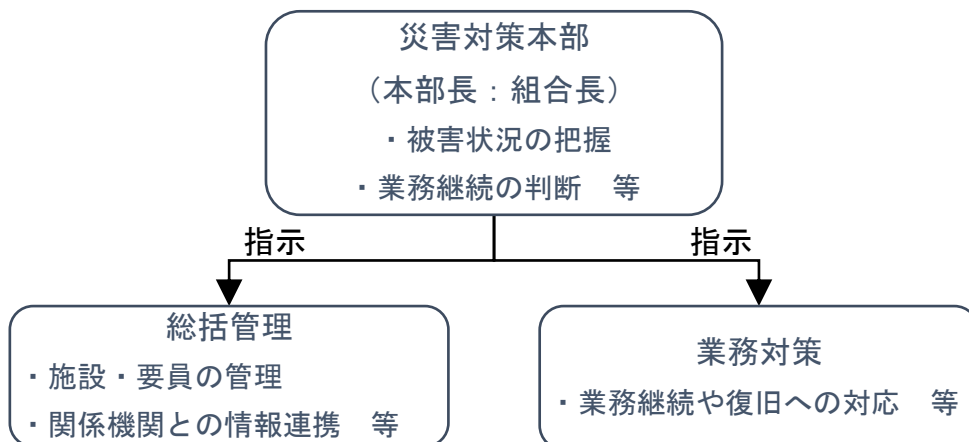 災害対策本部
（本部長：組合長）
・被害状況の把握
・業務継続の判断　等
指示
指示
総括管理
・施設・要員の管理
・関係機関との情報連携　等
業務対策
・業務継続や復旧への対応　等